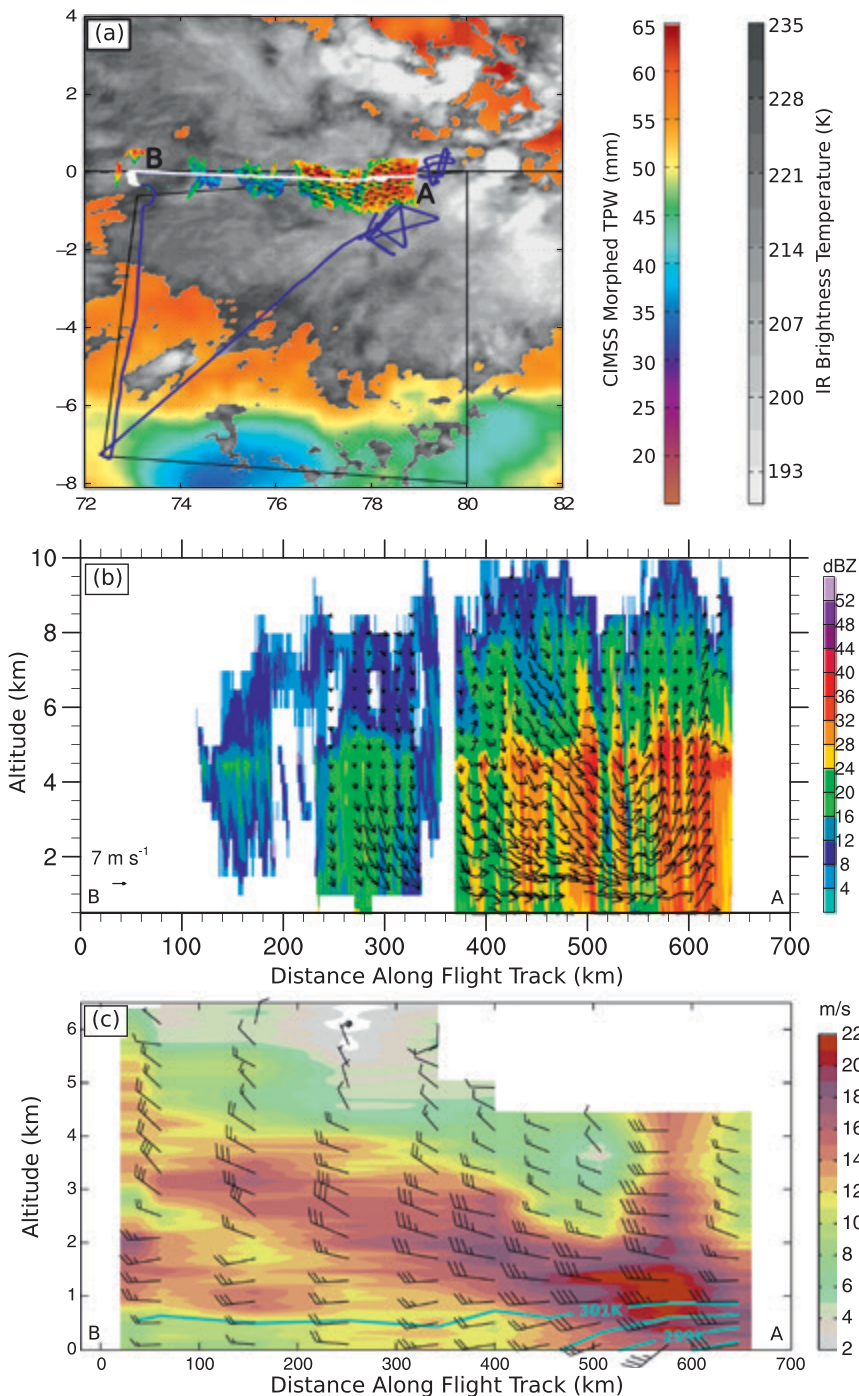 (a)
4
2
0
−2
−4
−6
−8
72 74 76 78 80 82
B
A
CIMSS Morphed TPW (mm)
65
60
55
50
45
40
35
30
25
20
IR Brightness Temperature (K)
235
228
221
214
207
200
193
(b)
10
8
6
4
2
Altitude (km)
7 m s-1
B
A
0 100 200 300 400 500 600 700
Distance Along Flight Track (km)
dBZ
52
48
44
40
36
32
28
24
20
16
12
8
4
(c)
6
5
4
3
2
1
0
Altitude (km)
301K
299K
B
A
0 100 200 300 400 500 600 700
Distance Along Flight Track (km)
m/s
22
20
18
16
14
12
10
8
6
4
2